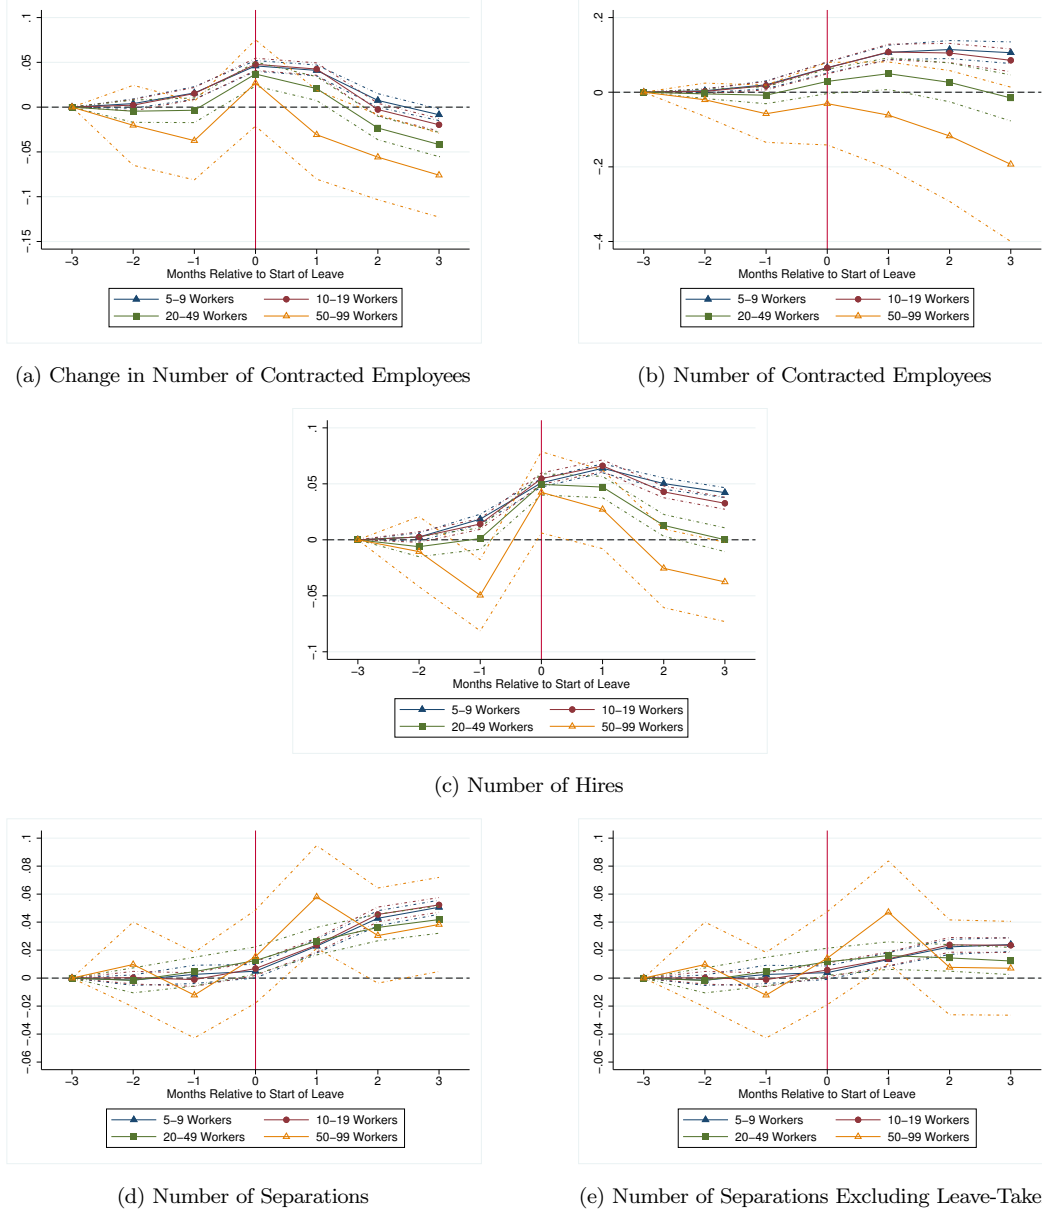 .1
.05
0
-.05
-.1
-.15
−3 −2 −1 0 1 2 3
Months Relative to Start of Leave
5−9 Workers 10−19 Workers
20−49 Workers 50−99 Workers
(a) Change in Number of Contracted Employees
.2
0
-.2
-.4
−3 −2 −1 0 1 2 3
Months Relative to Start of Leave
5−9 Workers 10−19 Workers
20−49 Workers 50−99 Workers
(b) Number of Contracted Employees
.1
.05
0
-.05
-.1
−3 −2 −1 0 1 2 3
Months Relative to Start of Leave
5−9 Workers 10−19 Workers
20−49 Workers 50−99 Workers
(c) Number of Hires
.1
.08
.06
.04
.02
0
-.02
-.04
-.06
−3 −2 −1 0 1 2 3
Months Relative to Start of Leave
5−9 Workers 10−19 Workers
20−49 Workers 50−99 Workers
(d) Number of Separations
.1
.08
.06
.04
.02
0
-.02
-.04
-.06
−3 −2 −1 0 1 2 3
Months Relative to Start of Leave
5−9 Workers 10−19 Workers
20−49 Workers 50−99 Workers
(e) Number of Separations Excluding Leave-Take